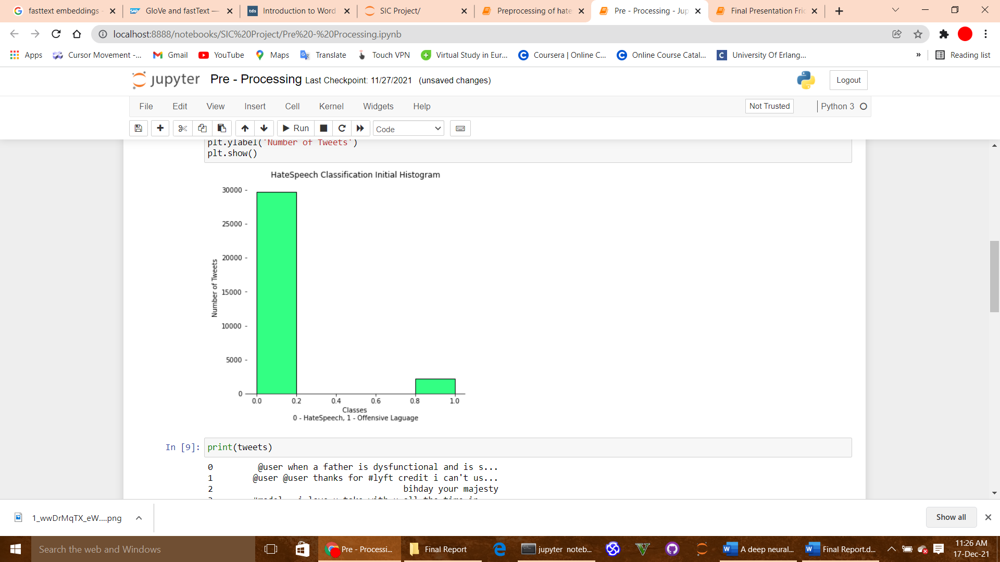 fasttext embeddings
GloVe and fastText —
Introduction to Word
SIC Project/
Preprocessing of hate
Pre - Processing - Jup
Final Presentation Fric
localhost:8888/notebooks/SIC%20Project/Pre%20-%20Processing.ipynb
Apps
Cursor Movement -...
Gmail
YouTube
Maps
Translate
Touch VPN
Virtual Study in Eur...
Coursera | Online C...
Online Course Catal...
University Of Erlang...
»
Reading list
jupyter Pre - Processing Last Checkpoint: 11/27/2021 (unsaved changes)
Logout
File Edit View Insert Cell Kernel Widgets Help
Not Trusted
Python 3
Run
Code
plt.ylabel('Number of Tweets')
plt.show()
HateSpeech Classification Initial Histogram
30000
25000
20000
15000
10000
5000
0
Number of Tweets
0.0 0.2 0.4 0.6 0.8 1.0
Classes
0 - HateSpeech, 1 - Offensive Laguage
In [9]: print(tweets)
0 @user when a father is dysfunctional and is s...
1 @user @user thanks for #lyft credit i can't us...
2 bihday your majesty
1_wwDrMqTX_eW....png
Show all
Search the web and Windows
Pre - Processi...
Final Report
jupyter noteb...
A deep neural...
Final Report.d...
11:26 AM
17-Dec-21